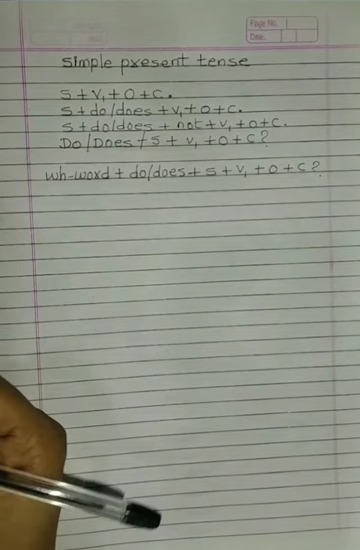 Page No.
Date.
Simple present tense
S + V₁ + O + C.
S + do/does + V₁ + O + C.
S + do/does + not + V₁ + O + C.
Do/Does + S + V₁ + O + C?
Wh-word + do/does + S + V₁ + O + C?